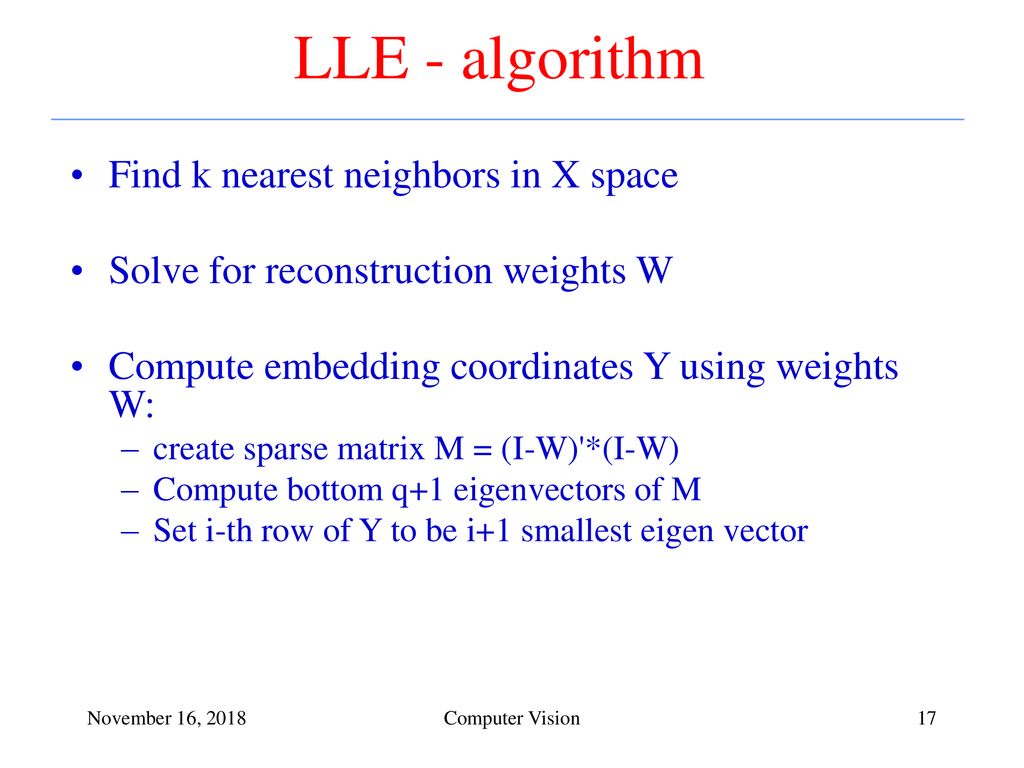 LLE - algorithm
• Find k nearest neighbors in X space
• Solve for reconstruction weights W
• Compute embedding coordinates Y using weights
W:
– create sparse matrix M = (I-W)'*(I-W)
– Compute bottom q+1 eigenvectors of M
– Set i-th row of Y to be i+1 smallest eigen vector
November 16, 2018 Computer Vision 17